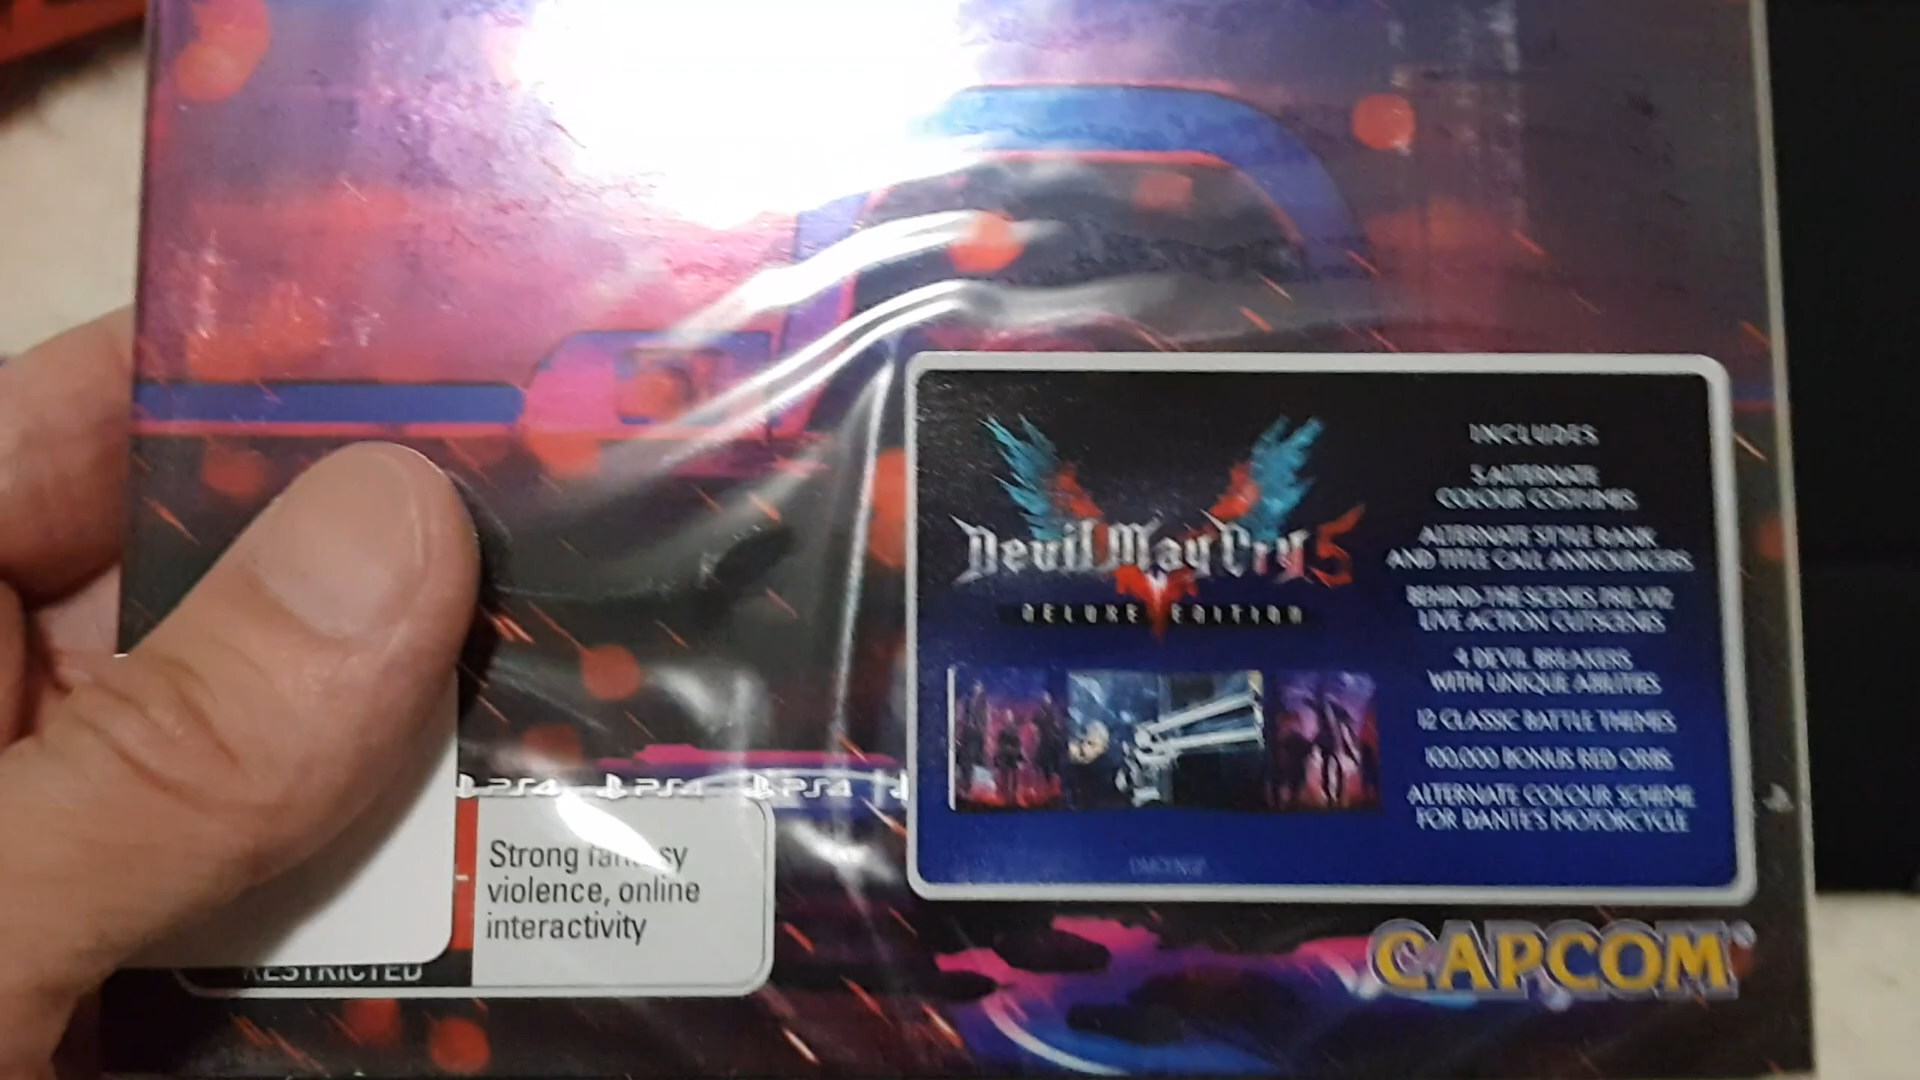 Devil May Cry 5
DELUXE EDITION
INCLUDES
5 ALTERNATE
COLOUR COSTUMES
ALTERNATE STYLE RANK
AND TITLE CALL ANNOUNCERS
BEHIND-THE-SCENES PRE-VIZ
LIVE ACTION CUTSCENES
4 DEVIL BREAKERS
WITH UNIQUE ABILITIES
12 CLASSIC BATTLE THEMES
100,000 BONUS RED ORBS
ALTERNATE COLOUR SCHEME
FOR DANTE'S MOTORCYCLE
PS4 PS4 PS4
Strong fantasy
violence, online
interactivity
RESTRICTED
CAPCOM